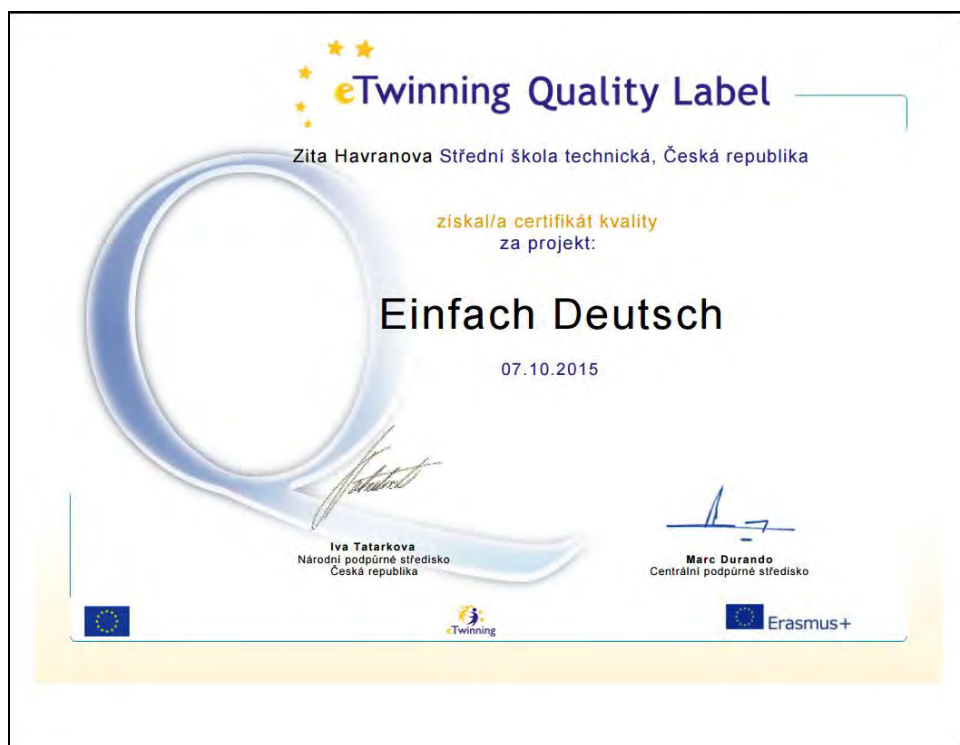 eTwinning Quality Label
Zita Havranova Střední škola technická, Česká republika
získal/a certifikát kvality
za projekt:
Einfach Deutsch
07.10.2015
Iva Tatarkova
Národní podpůrné středisko
Česká republika
Marc Durando
Centrální podpůrné středisko
eTwinning
Erasmus+